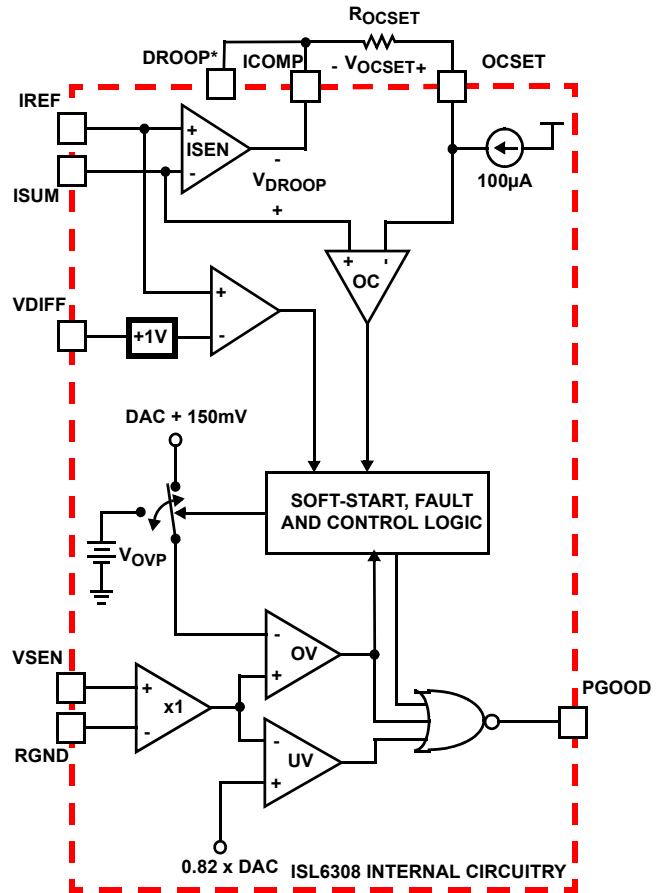 ROCSET
DROOP*
ICOMP
- VOCSET+
OCSET
IREF
+
ISEN
-
-
VDROOP
+
100µA
ISUM
+ -
OC
VDIFF
+1V
+
-
DAC + 150mV
SOFT-START, FAULT
AND CONTROL LOGIC
VOVP
-
OV
+
VSEN
+
x1
-
RGND
-
UV
+
PGOOD
0.82 x DAC
ISL6308 INTERNAL CIRCUITRY